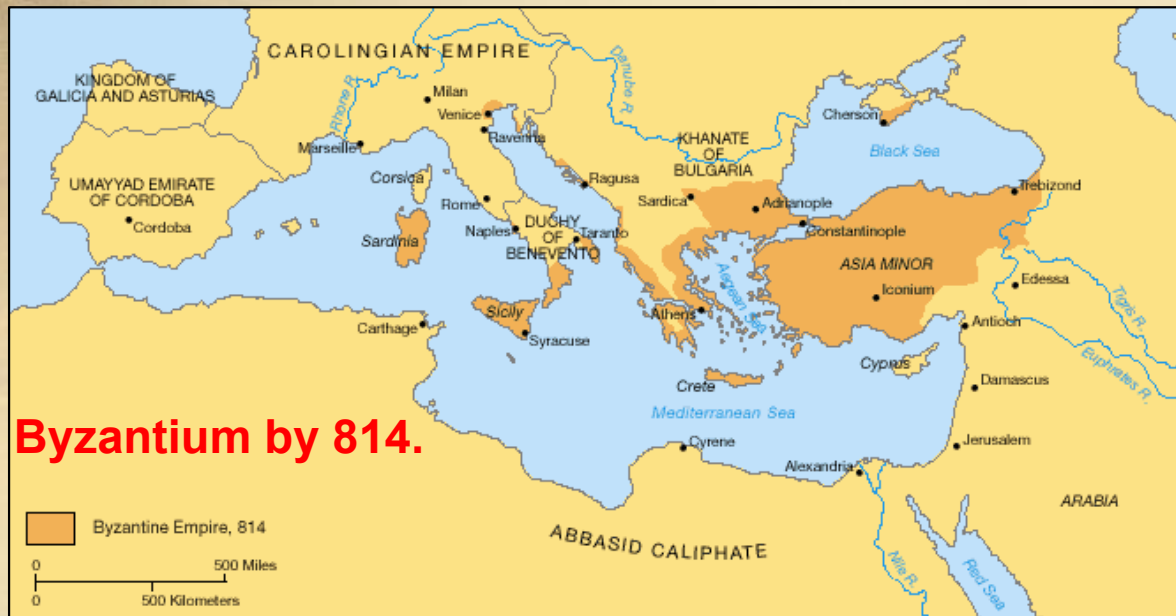 CAROLINGIAN EMPIRE
KINGDOM OF
GALICIA AND ASTURIAS
Rhone R.
Milan
Venice
Ravenna
Danube R.
Cherson
Black Sea
KHANATE
OF
BULGARIA
Marseille
Corsica
Ragusa
Trebizond
UMAYYAD EMIRATE
OF CORDOBA
Cordoba
Rome
Sardica
Adrianople
Constantinople
Naples
DUCHY
OF
BENEVENTO
Taranto
Sardinia
Aegean Sea
ASIA MINOR
Iconium
Edessa
Tigris R.
Sicily
Athens
Carthage
Syracuse
Antioch
Cyprus
Euphrates R.
Crete
Damascus
Mediterranean Sea
Byzantium by 814.
Cyrene
Alexandria
Jerusalem
ARABIA
Byzantine Empire, 814
ABBASID CALIPHATE
0 500 Miles
0 500 Kilometers
Nile R.
Red Sea